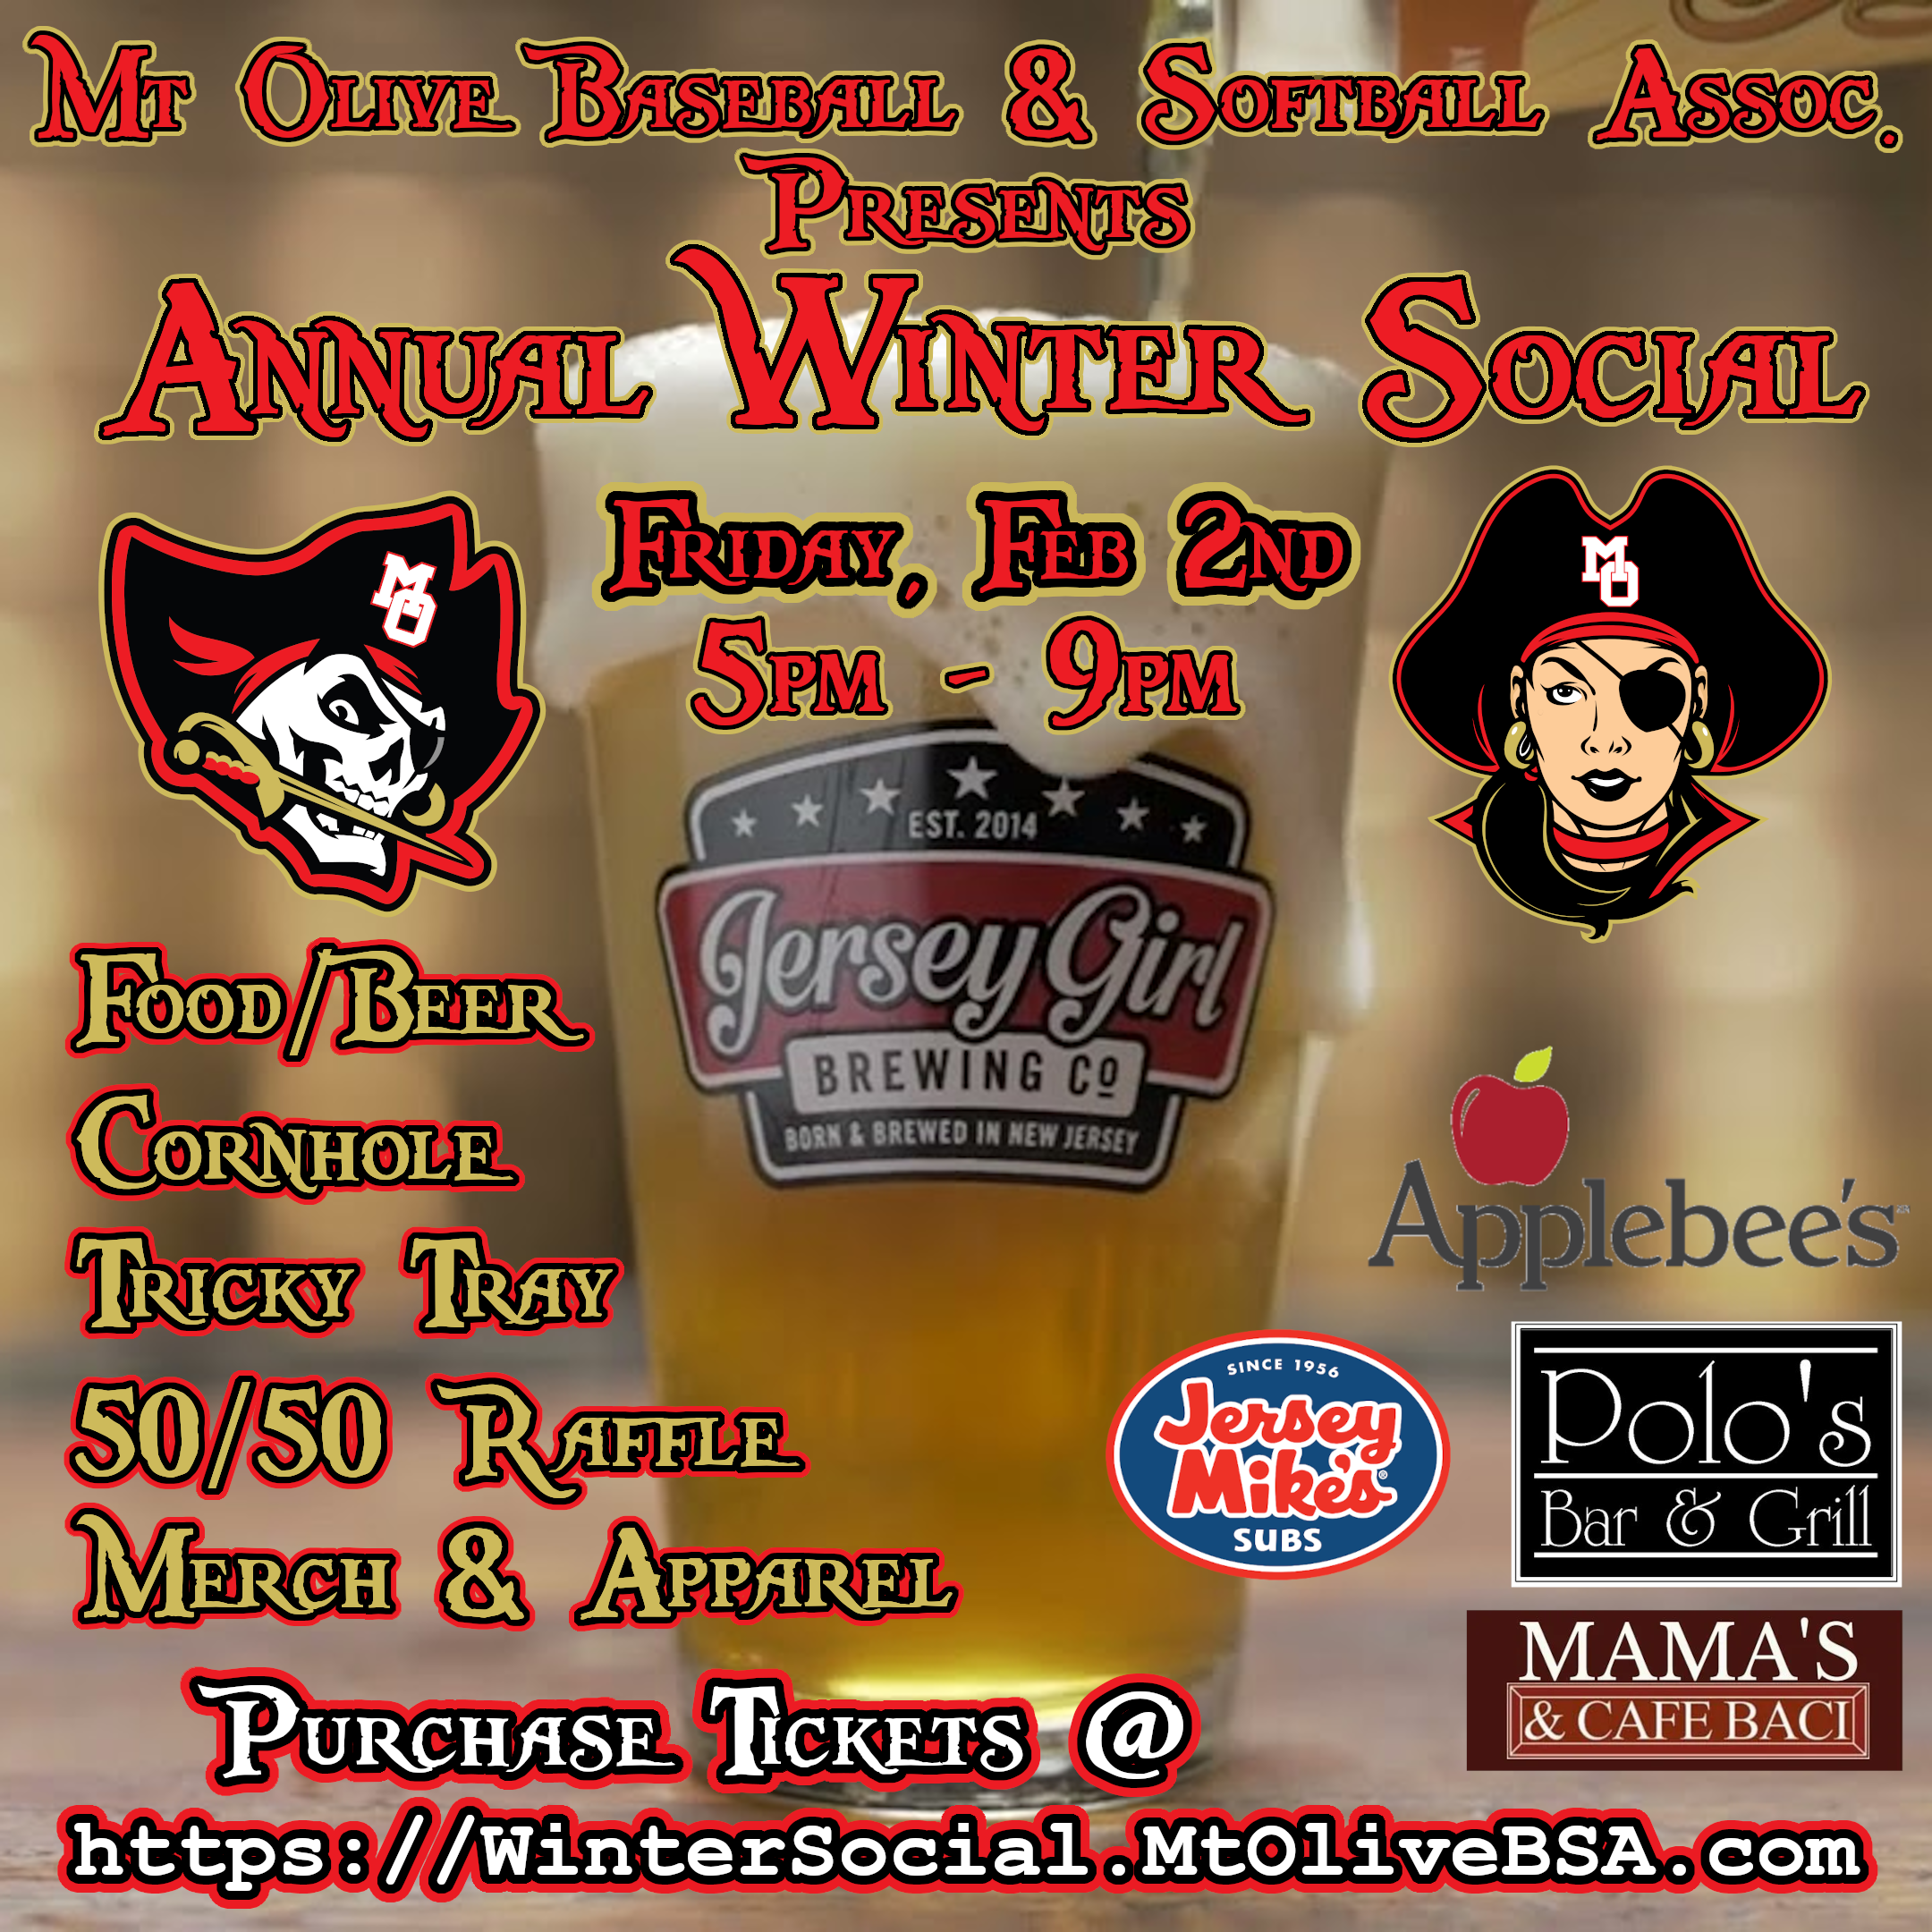 Mt Olive Baseball & Softball Assoc.
Presents
Annual Winter Social
Friday, Feb 2nd
5pm - 9pm
MO
MO
EST. 2014
Jersey Girl
BREWING CO
BORN & BREWED IN NEW JERSEY
Food/Beer
Cornhole
Tricky Tray
50/50 Raffle
Merch & Apparel
Applebee's
SINCE 1956
Jersey
Mike's
SUBS
Polo's
Bar & Grill
MAMA'S
& CAFE BACI
Purchase Tickets @
https://WinterSocial.MtOliveBSA.com